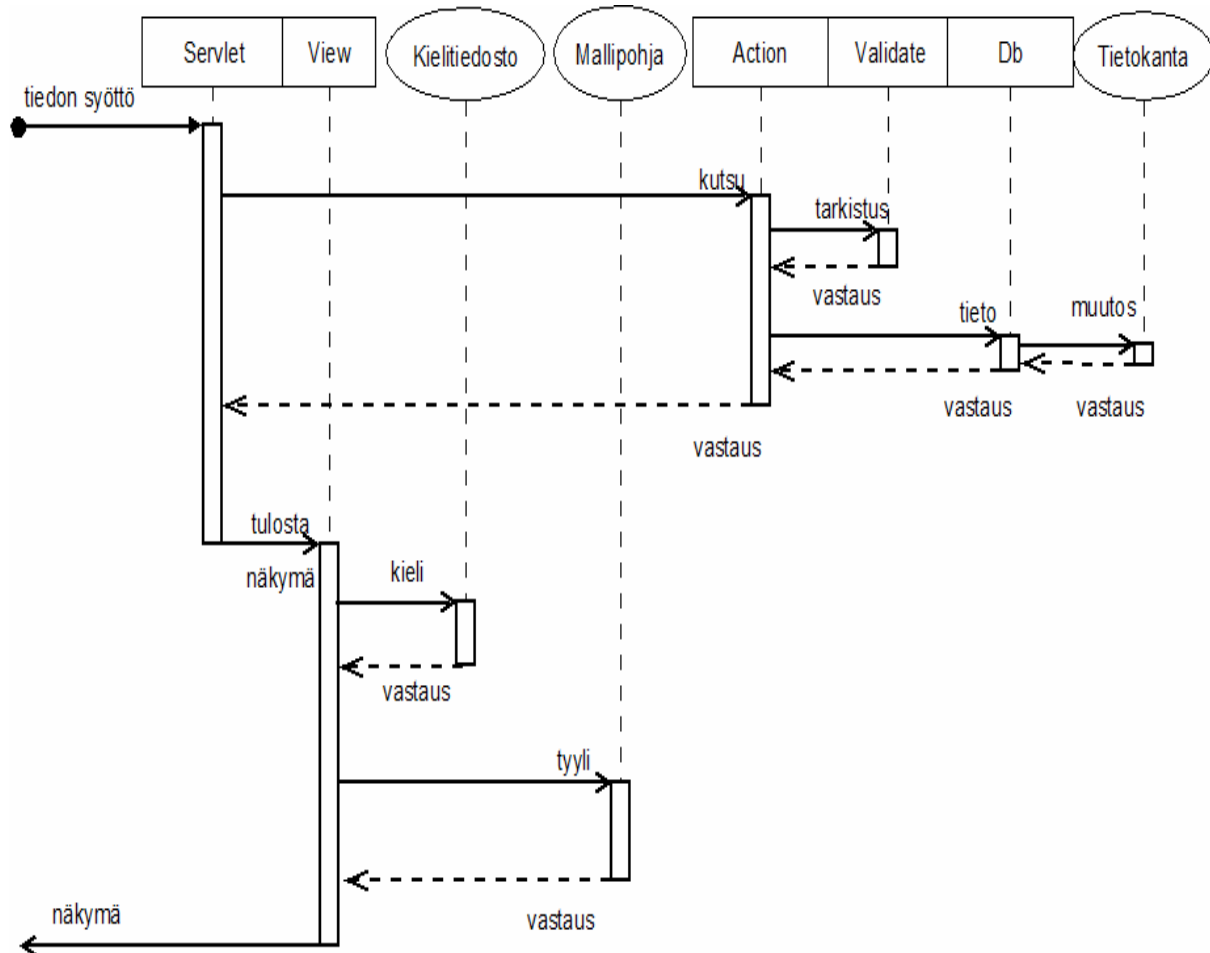 Servlet
View
Kielitiedosto
Mallipohja
Action
Validate
Db
Tietokanta
tiedon syöttö
kutsu
tarkistus
vastaus
tieto
muutos
vastaus
vastaus
vastaus
tulosta
näkymä
kieli
vastaus
tyyli
vastaus
näkymä